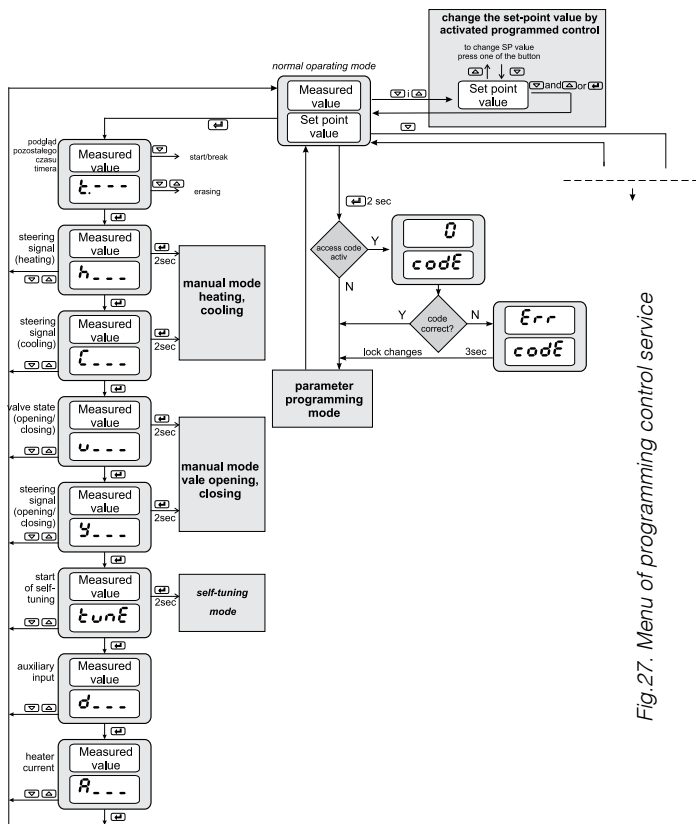 change the set-point value by
activated programmed control
to change SP value
press one of the button
Set point
value
and or
i
normal operating mode
Measured
value
Set point
value
podgląd
pozostałego
czasu
timera
Measured
value
t.---
start/break
erasing
steering
signal
(heating)
Measured
value
h---
2sec
manual mode
heating,
cooling
steering
signal
(cooling)
Measured
value
C---
2sec
valve state
(opening/
closing)
Measured
value
u---
2sec
manual mode
vale opening,
closing
steering
signal
(opening/
closing)
Measured
value
y---
2sec
start
of self-
tuning
Measured
value
tunE
2sec
self-tuning
mode
auxiliary
input
Measured
value
d---
heater
current
Measured
value
A---
2 sec
access code
activ
Y
N
0
codE
code
correct?
Y
N
Err
codE
lock changes
3sec
parameter
programming
mode
Fig.27. Menu of programming control service